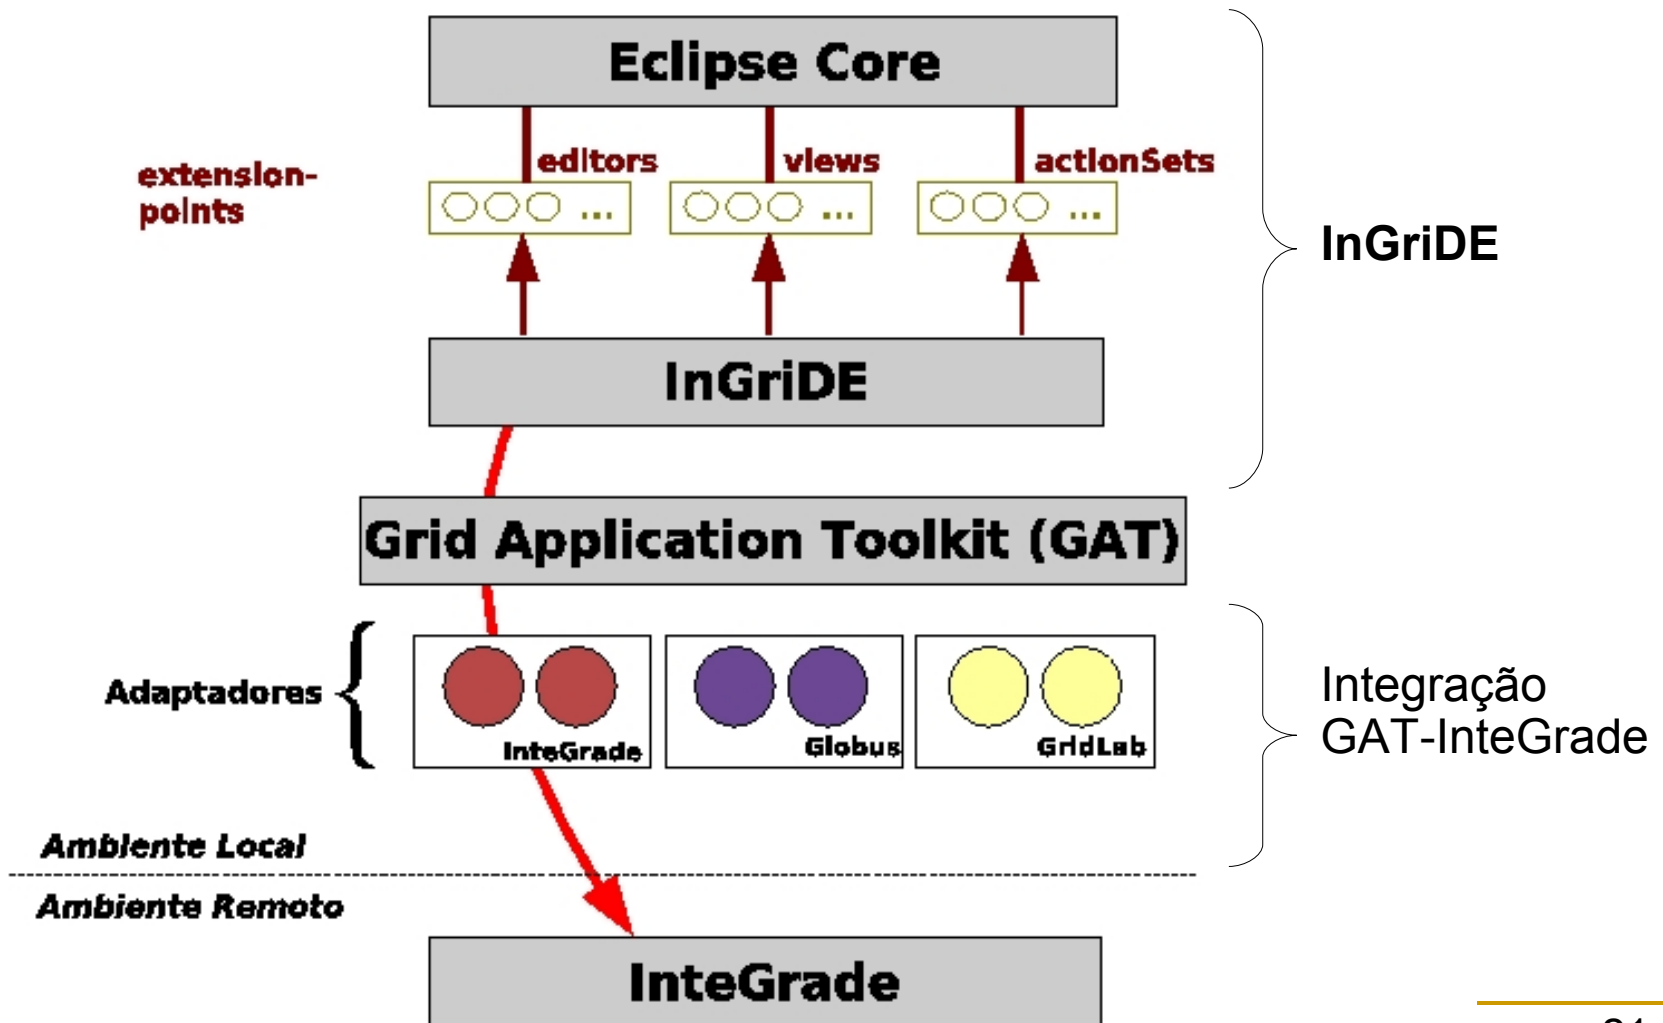 Eclipse Core
editors
views
actionSets
extension-
points
...
...
...
InGriDE
InGriDE
Grid Application Toolkit (GAT)
Adaptadores
InteGrade
Globus
GridLab
Integração
GAT-InteGrade
Ambiente Local
Ambiente Remoto
InteGrade